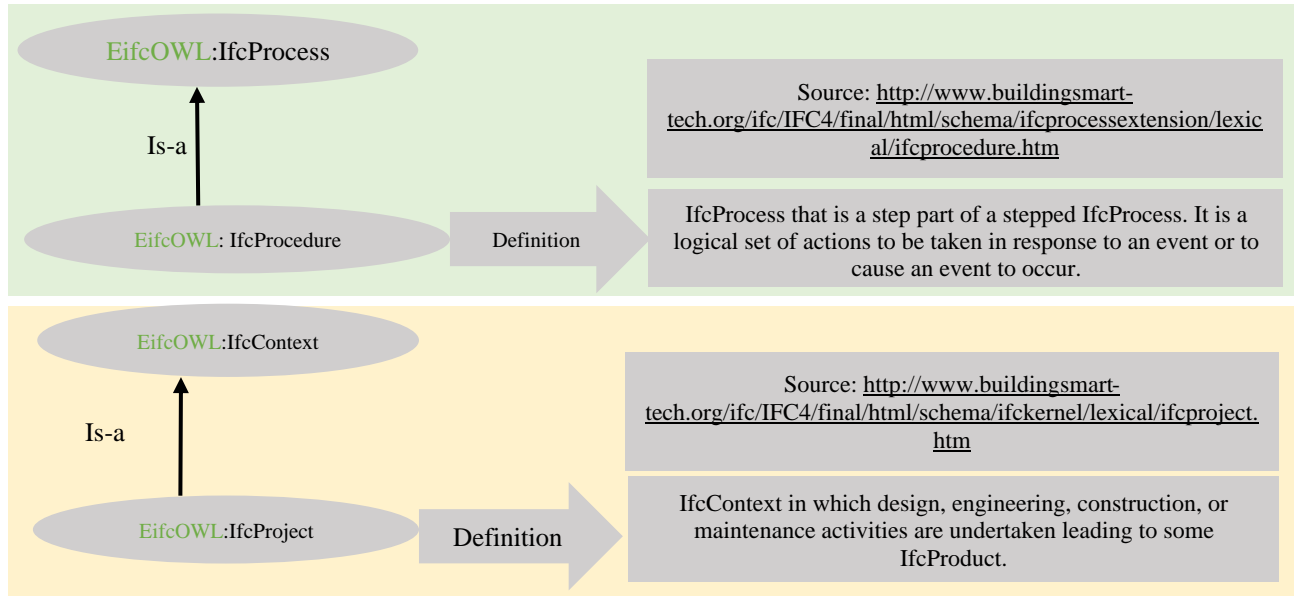 EifcOWL:IfcProcess
Is-a
EifcOWL: IfcProcedure
Definition
Source: http://www.buildingsmart-
tech.org/ifc/IFC4/final/html/schema/ifcprocessextension/lexic
al/ifcprocedure.htm
IfcProcess that is a step part of a stepped IfcProcess. It is a
logical set of actions to be taken in response to an event or to
cause an event to occur.
EifcOWL:IfcContext
Is-a
EifcOWL:IfcProject
Definition
Source: http://www.buildingsmart-
tech.org/ifc/IFC4/final/html/schema/ifckernel/lexical/ifcproject.
htm
IfcContext in which design, engineering, construction, or
maintenance activities are undertaken leading to some
IfcProduct.